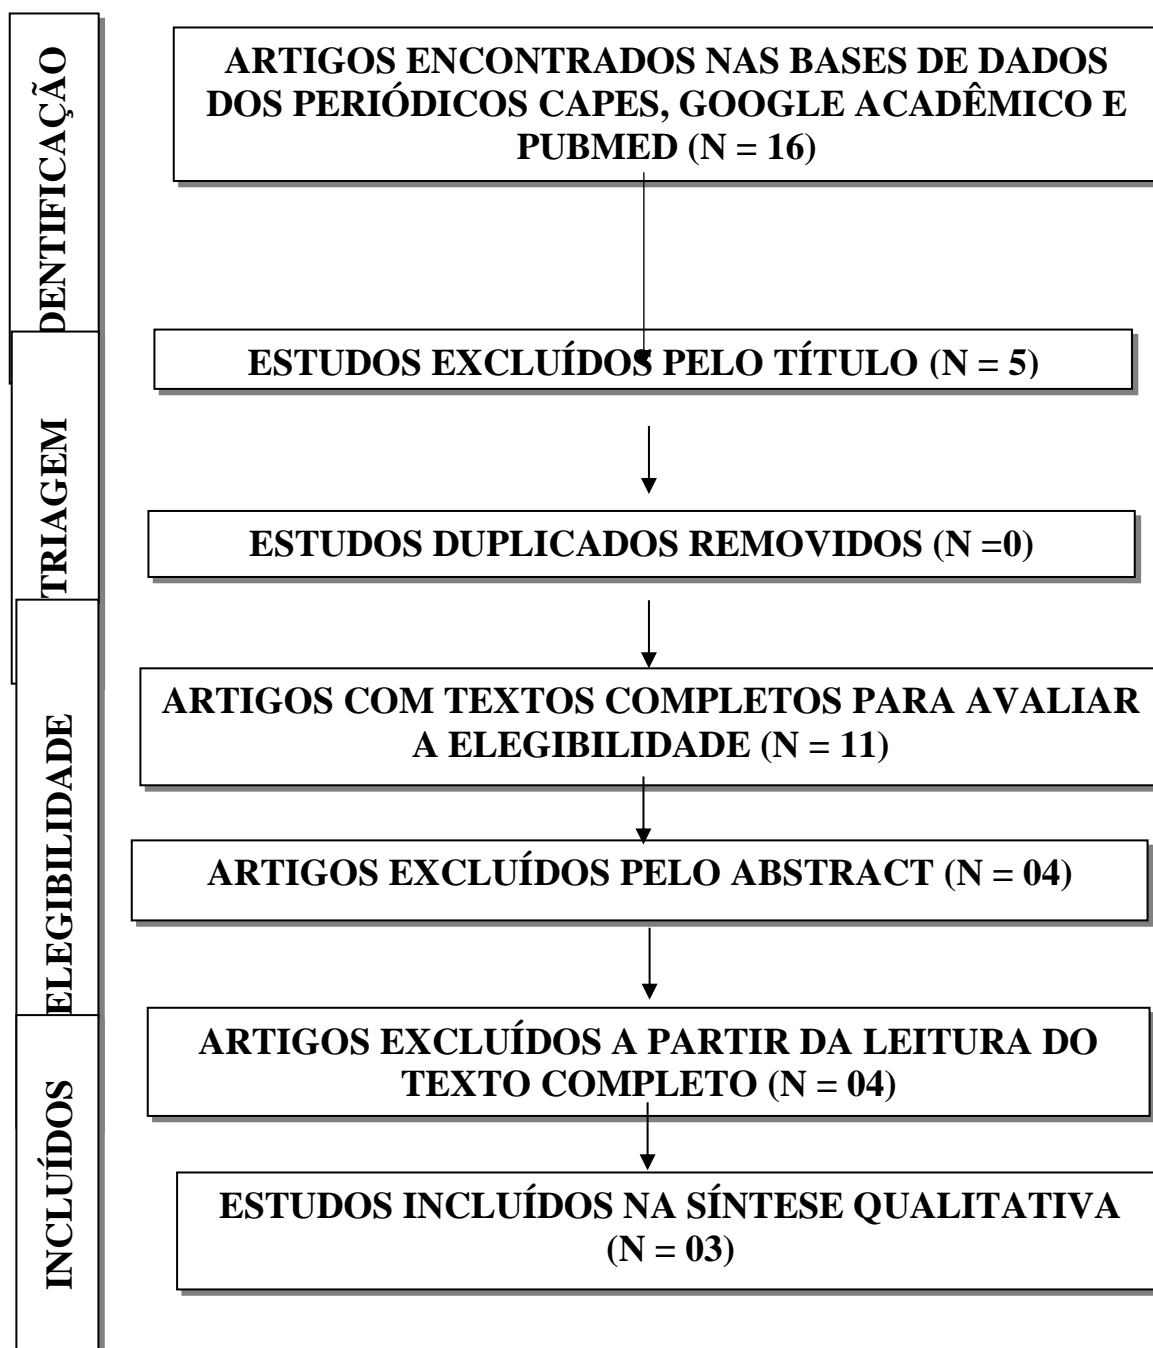 IDENTIFICAÇÃO
ARTIGOS ENCONTRADOS NAS BASES DE DADOS
DOS PERIÓDICOS CAPES, GOOGLE ACADÊMICO E
PUBMED (N = 16)
TRIAGEM
ESTUDOS EXCLUÍDOS PELO TÍTULO (N = 5)
ESTUDOS DUPLICADOS REMOVIDOS (N =0)
ELEGIBILIDADE
ARTIGOS COM TEXTOS COMPLETOS PARA AVALIAR
A ELEGIBILIDADE (N = 11)
ARTIGOS EXCLUÍDOS PELO ABSTRACT (N = 04)
ARTIGOS EXCLUÍDOS A PARTIR DA LEITURA DO
TEXTO COMPLETO (N = 04)
INCLUÍDOS
ESTUDOS INCLUÍDOS NA SÍNTESE QUALITATIVA
(N = 03)